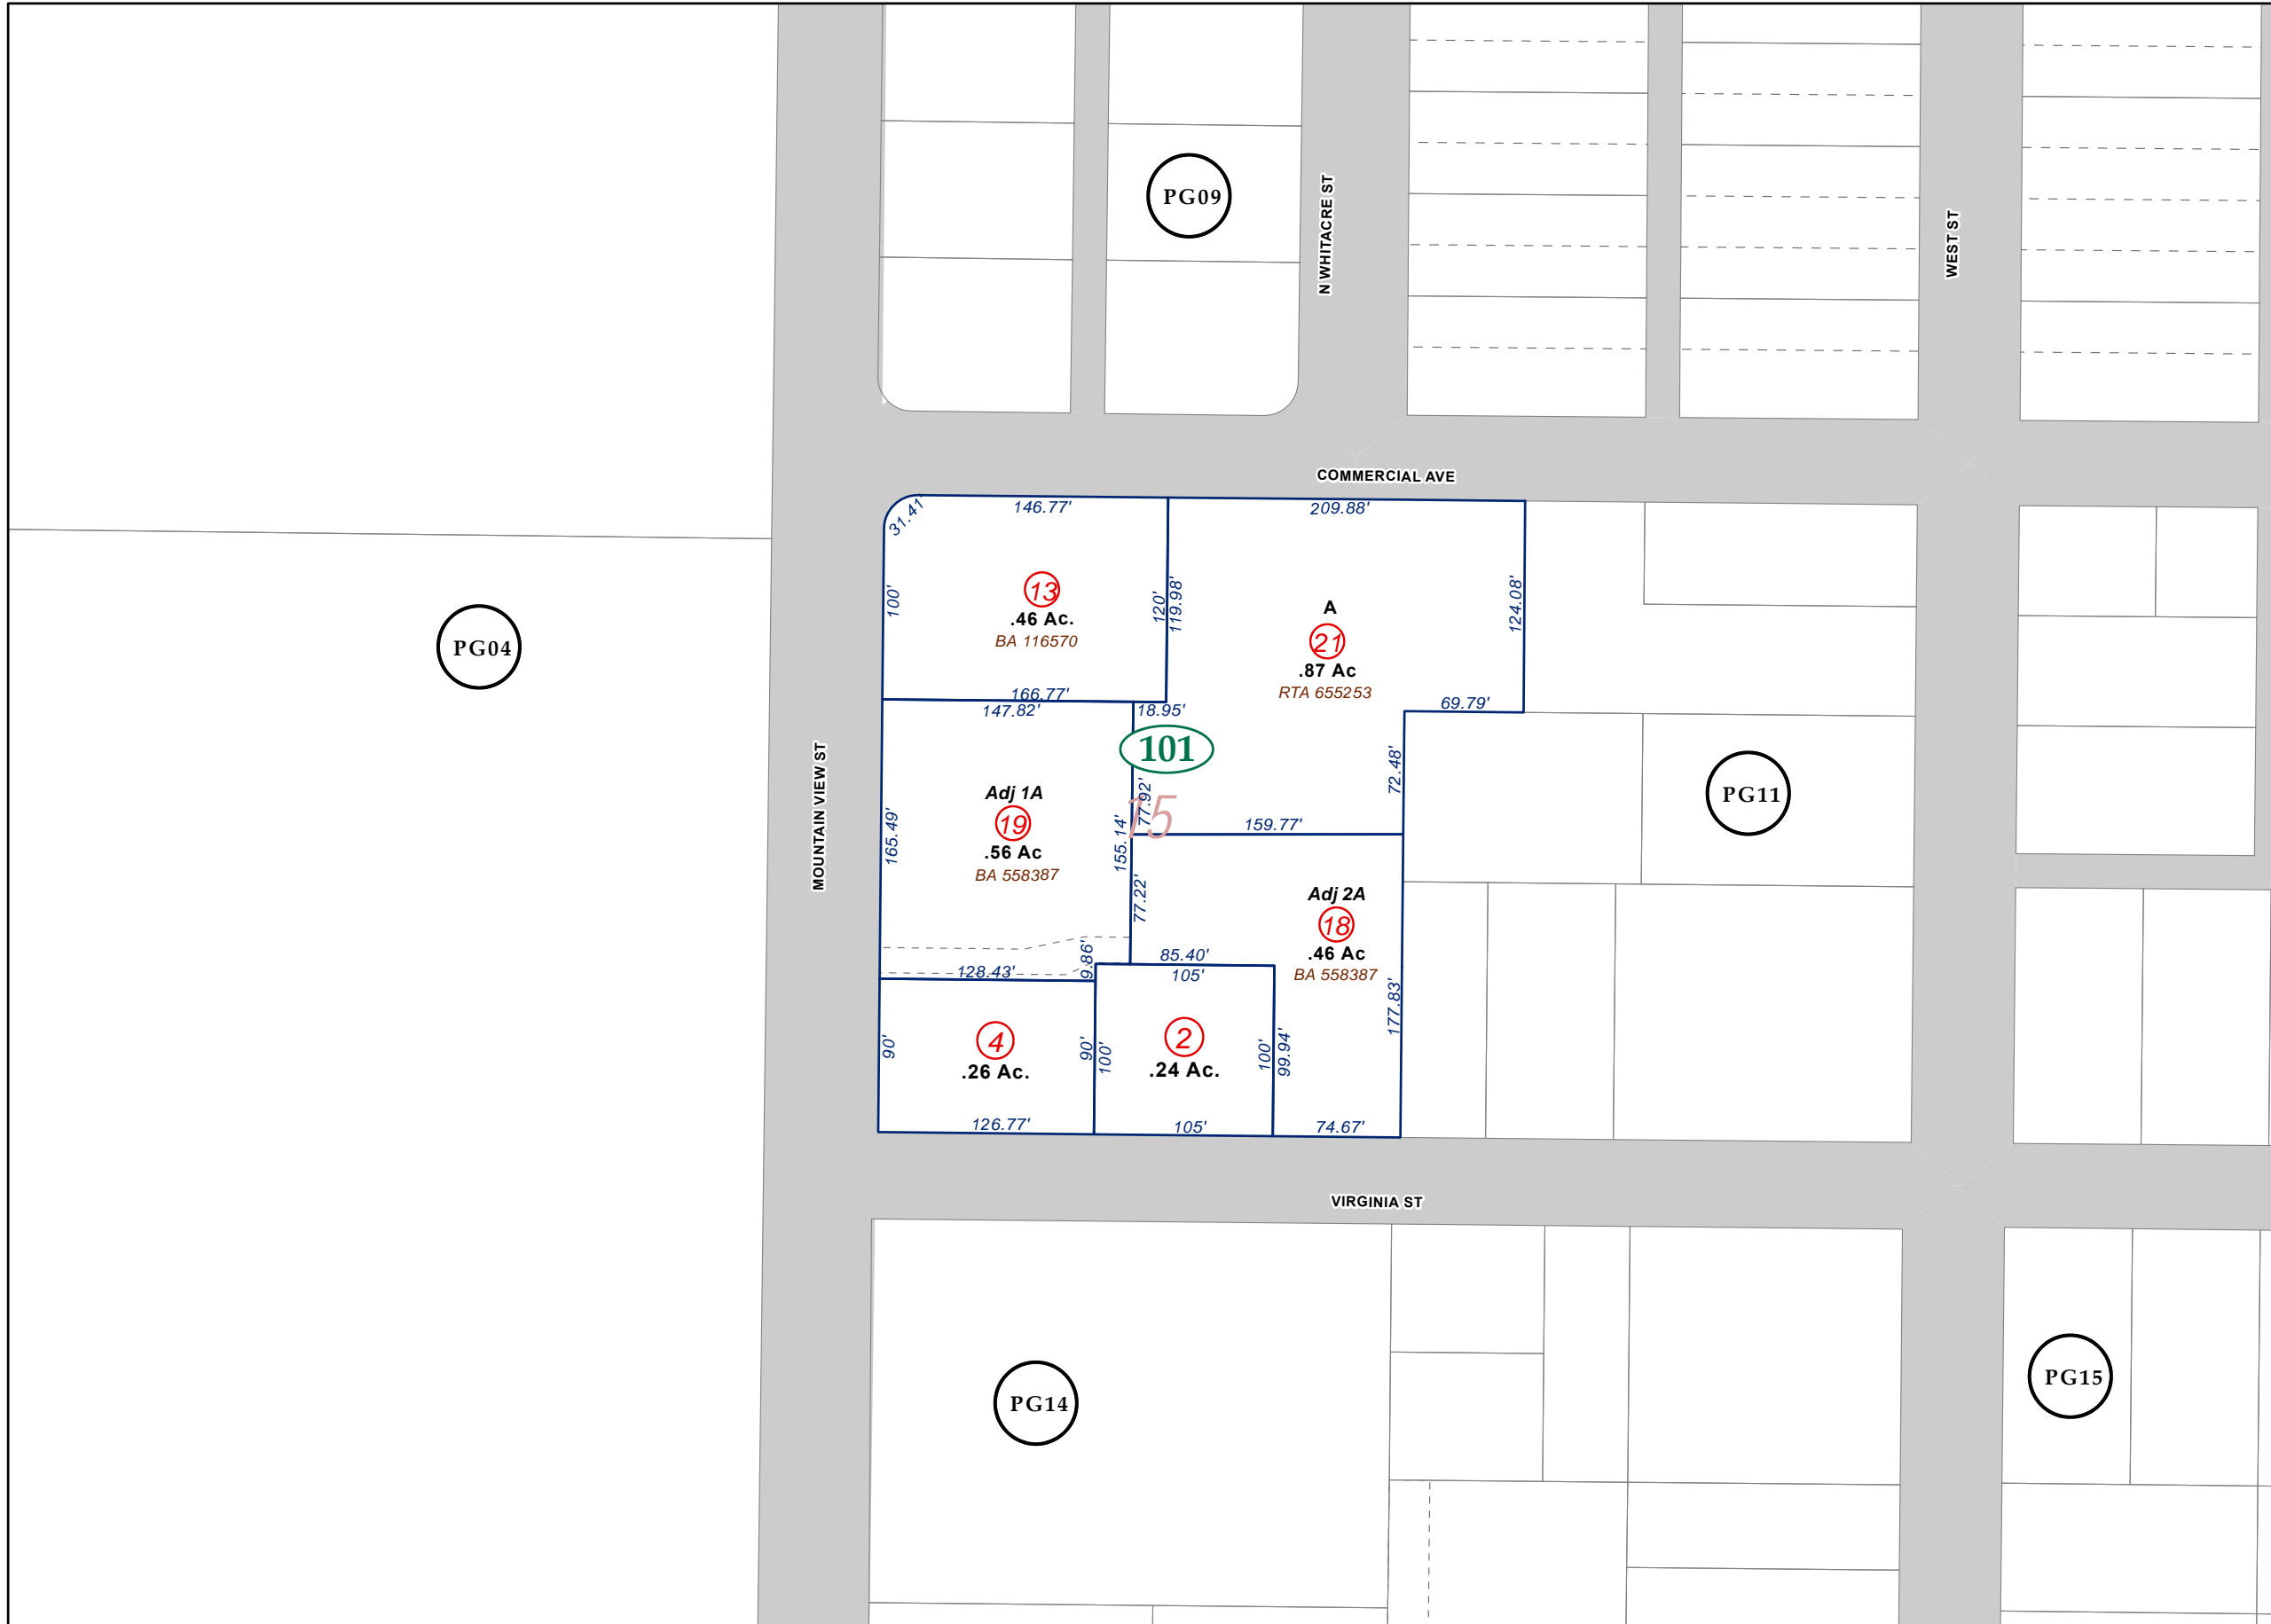 PG09
N WHITACRE ST
WEST ST
COMMERCIAL AVE
31.41'
146.77'
209.88'
100'
13
.46 Ac.
BA 116570
120'
119.98'
A
21
.87 Ac
RTA 655253
124.08'
PG04
166.77'
147.82'
18.95'
69.79'
101
72.48'
PG11
MOUNTAIN VIEW ST
165.49'
Adj 1A
19
.56 Ac
BA 558387
77.92'
15
155.14'
159.77'
77.22'
Adj 2A
18
.46 Ac
BA 558387
85.40'
105'
9.86'
128.43'
177.83'
90'
4
.26 Ac.
90'
100'
2
.24 Ac.
100'
99.94'
126.77'
105'
74.67'
VIRGINIA ST
PG14
PG15